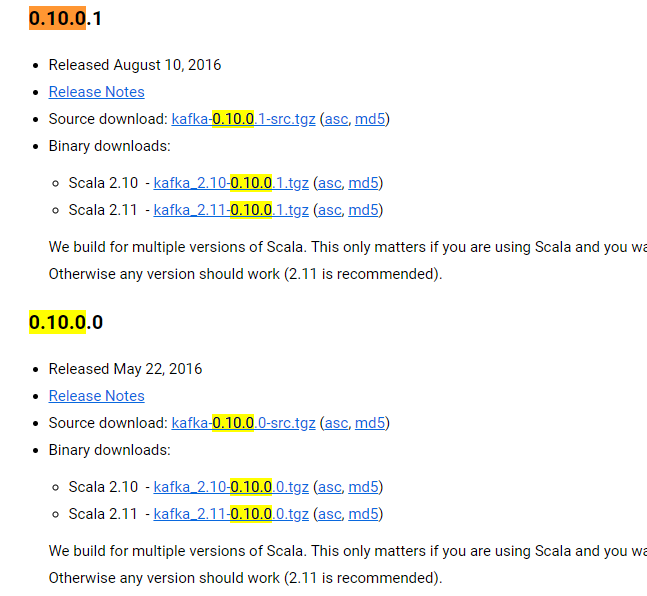 0.10.0.1
Released August 10, 2016
Release Notes
Source download: kafka-0.10.0.1-src.tgz (asc, md5)
Binary downloads:
Scala 2.10 - kafka_2.10-0.10.0.1.tgz (asc, md5)
Scala 2.11 - kafka_2.11-0.10.0.1.tgz (asc, md5)
We build for multiple versions of Scala. This only matters if you are using Scala and you
Otherwise any version should work (2.11 is recommended).
0.10.0.0
Released May 22, 2016
Release Notes
Source download: kafka-0.10.0.0-src.tgz (asc, md5)
Binary downloads:
Scala 2.10 - kafka_2.10-0.10.0.0.tgz (asc, md5)
Scala 2.11 - kafka_2.11-0.10.0.0.tgz (asc, md5)
We build for multiple versions of Scala. This only matters if you are using Scala and you
Otherwise any version should work (2.11 is recommended).